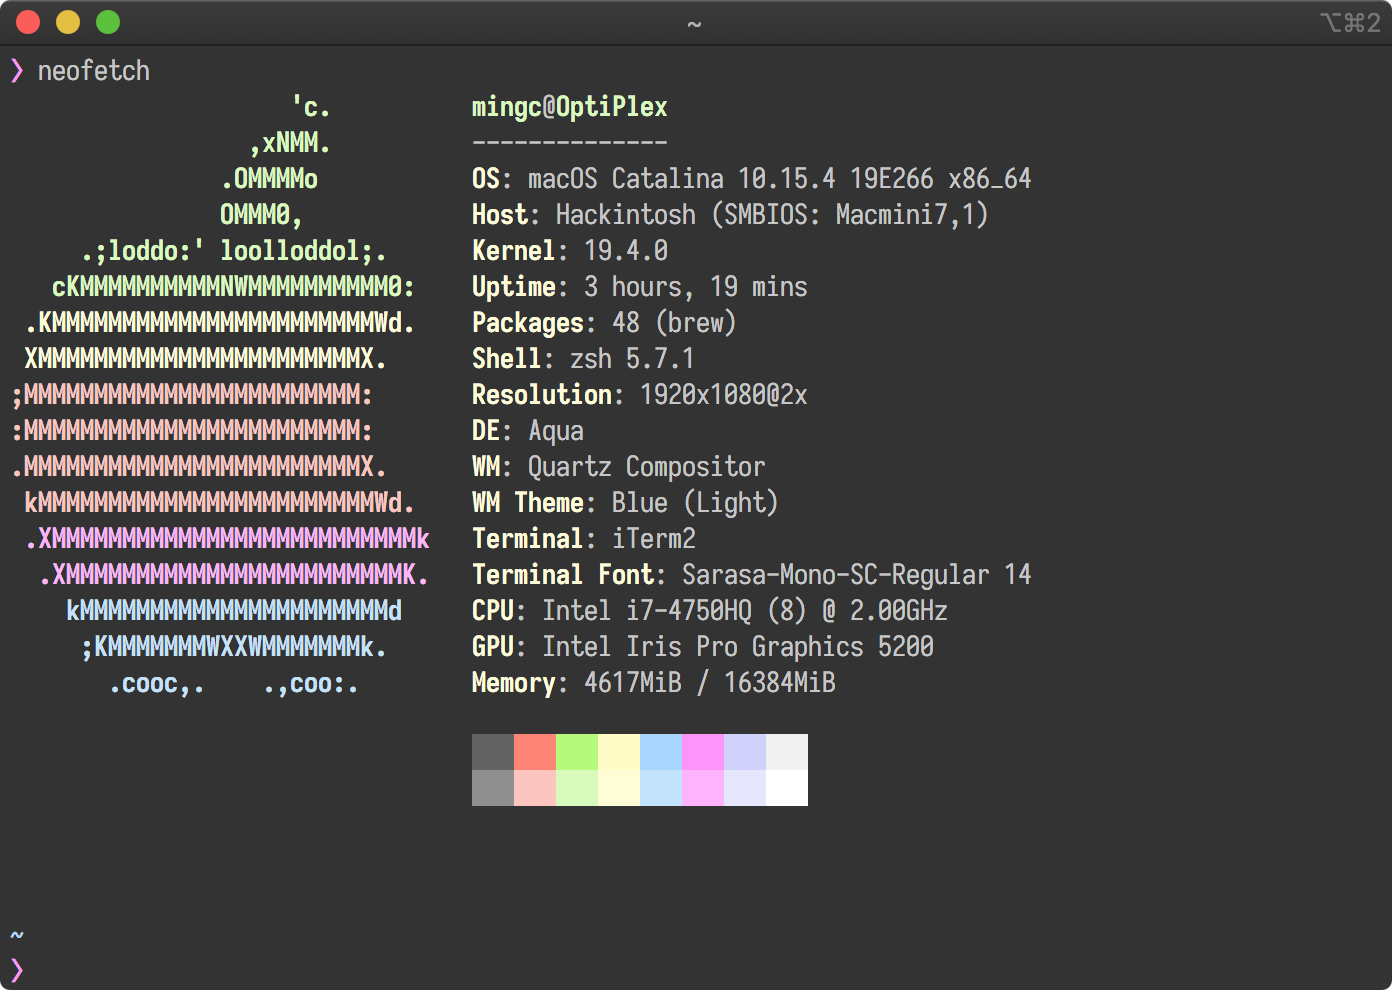 ~ ⌥⌘2
❯ neofetch
                    'c.          mingc@OptiPlex
                 ,xNMM.          --------------
               .OMMMMo           OS: macOS Catalina 10.15.4 19E266 x86_64
               OMMM0,            Host: Hackintosh (SMBIOS: Macmini7,1)
     .;loddo:' loolloddol;.      Kernel: 19.4.0
   cKMMMMMMMMMMNWMMMMMMMMMM0:    Uptime: 3 hours, 19 mins
 .KMMMMMMMMMMMMMMMMMMMMMMMWd.    Packages: 48 (brew)
 XMMMMMMMMMMMMMMMMMMMMMMMX.      Shell: zsh 5.7.1
;MMMMMMMMMMMMMMMMMMMMMMMM:       Resolution: 1920x1080@2x
:MMMMMMMMMMMMMMMMMMMMMMMM:       DE: Aqua
.MMMMMMMMMMMMMMMMMMMMMMMMX.      WM: Quartz Compositor
 kMMMMMMMMMMMMMMMMMMMMMMMMWd.    WM Theme: Blue (Light)
 .XMMMMMMMMMMMMMMMMMMMMMMMMMMk   Terminal: iTerm2
  .XMMMMMMMMMMMMMMMMMMMMMMMMK.   Terminal Font: Sarasa-Mono-SC-Regular 14
    kMMMMMMMMMMMMMMMMMMMMMMd     CPU: Intel i7-4750HQ (8) @ 2.00GHz
     ;KMMMMMMMWXXWMMMMMMMk.      GPU: Intel Iris Pro Graphics 5200
       .cooc,.    .,coo:.        Memory: 4617MiB / 16384MiB
~
❯